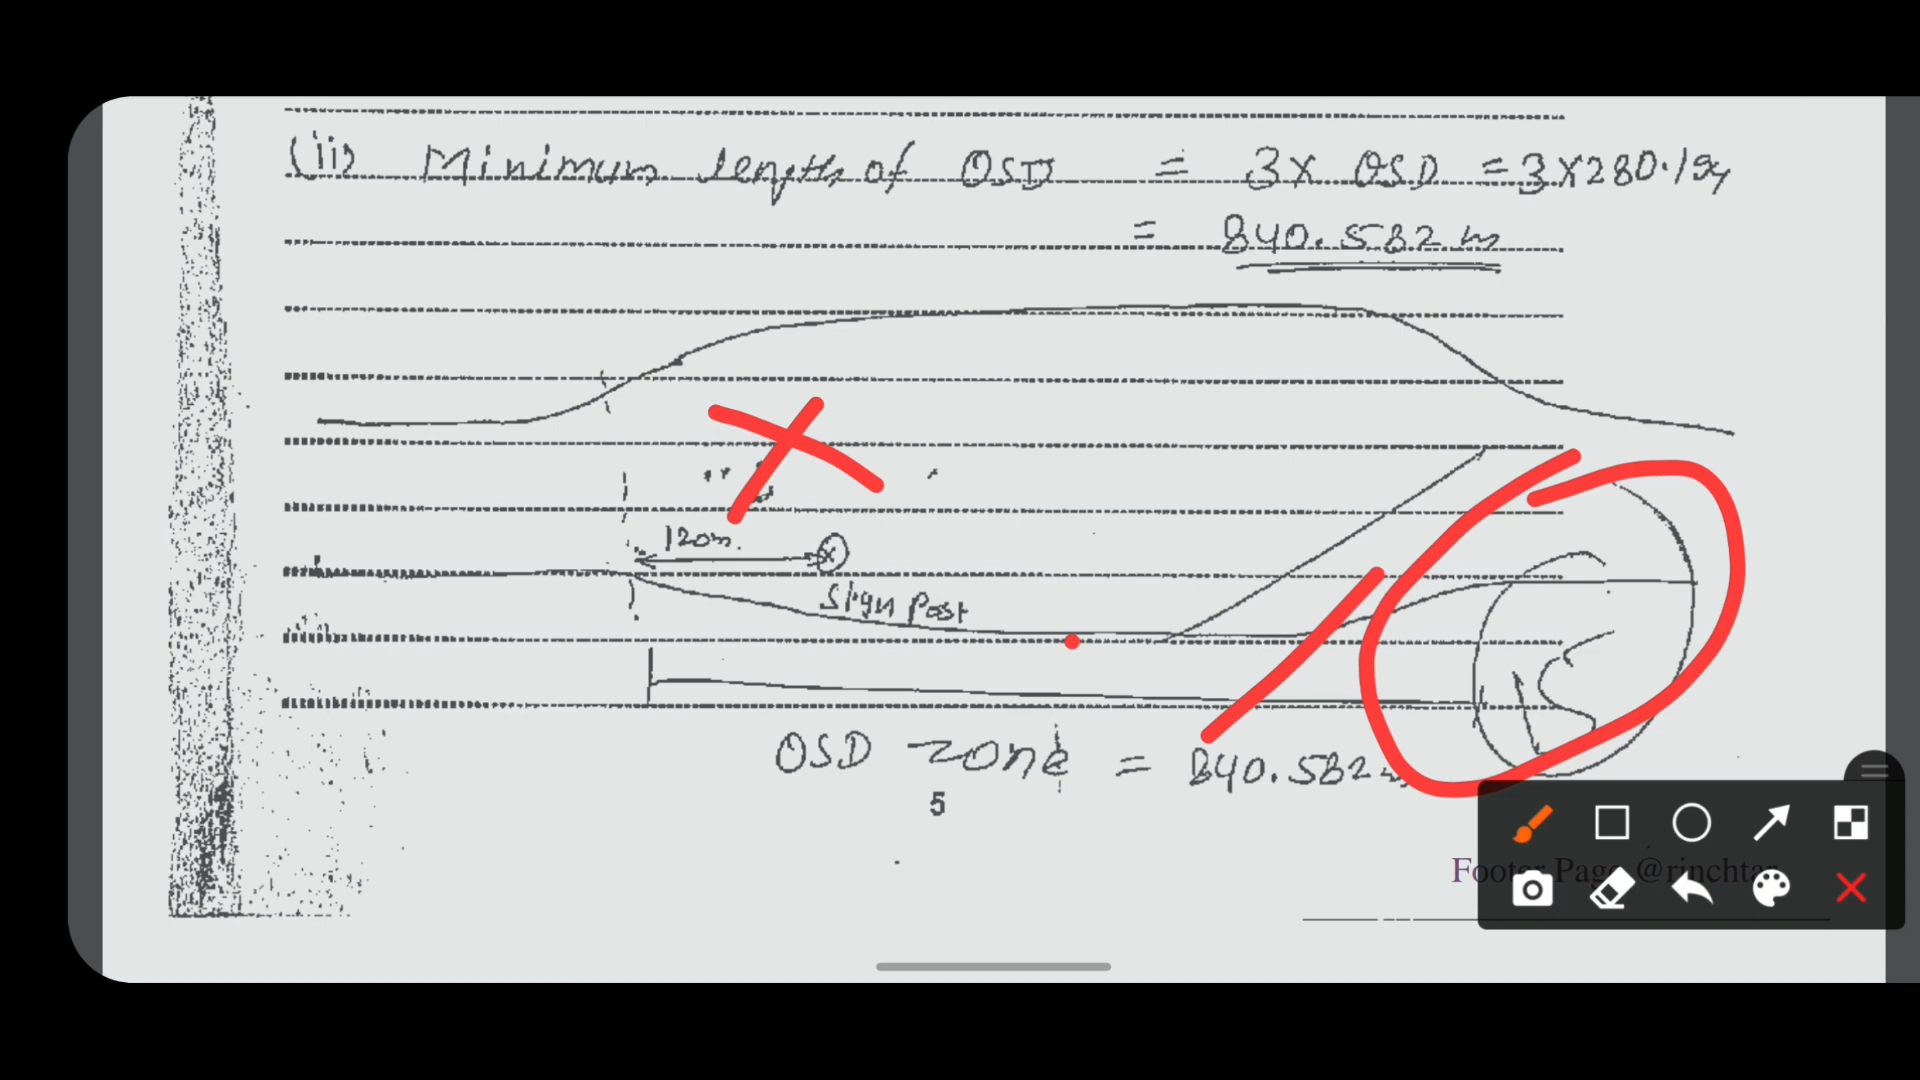 (ii) Minimum length of OSD = 3X OSD = 3X280.194
= 840.582 m
120m.
Sign Post
OSD Zone = 840.582
5
Footer Page @rinchtar